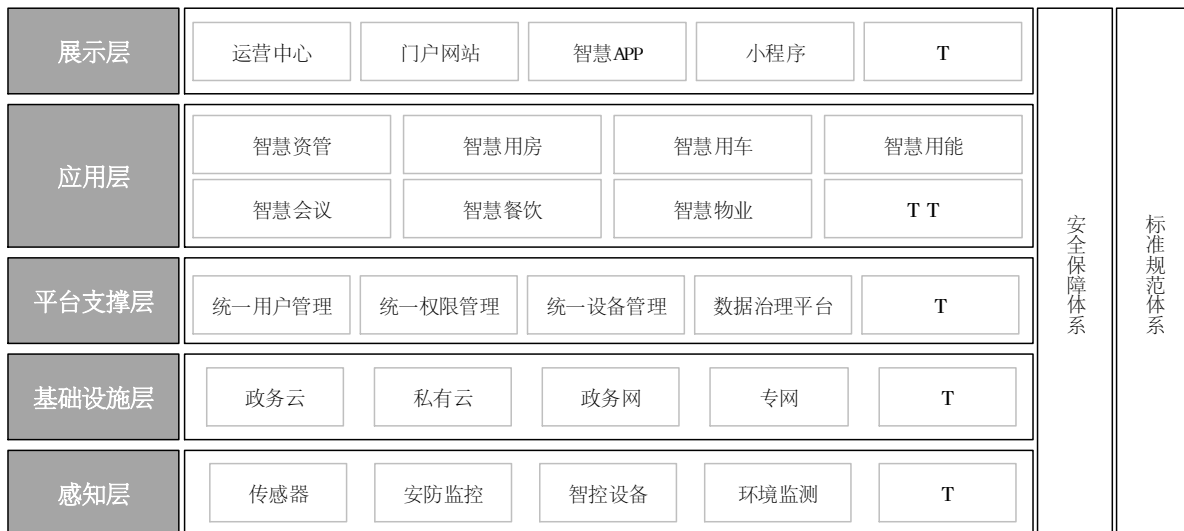 展示层
运营中心
门户网站
智慧APP
小程序
T
应用层
智慧资管
智慧用房
智慧用车
智慧用能
智慧会议
智慧餐饮
智慧物业
T T
平台支撑层
统一用户管理
统一权限管理
统一设备管理
数据治理平台
T
基础设施层
政务云
私有云
政务网
专网
T
感知层
传感器
安防监控
智控设备
环境监测
T
安全保障体系
标准规范体系